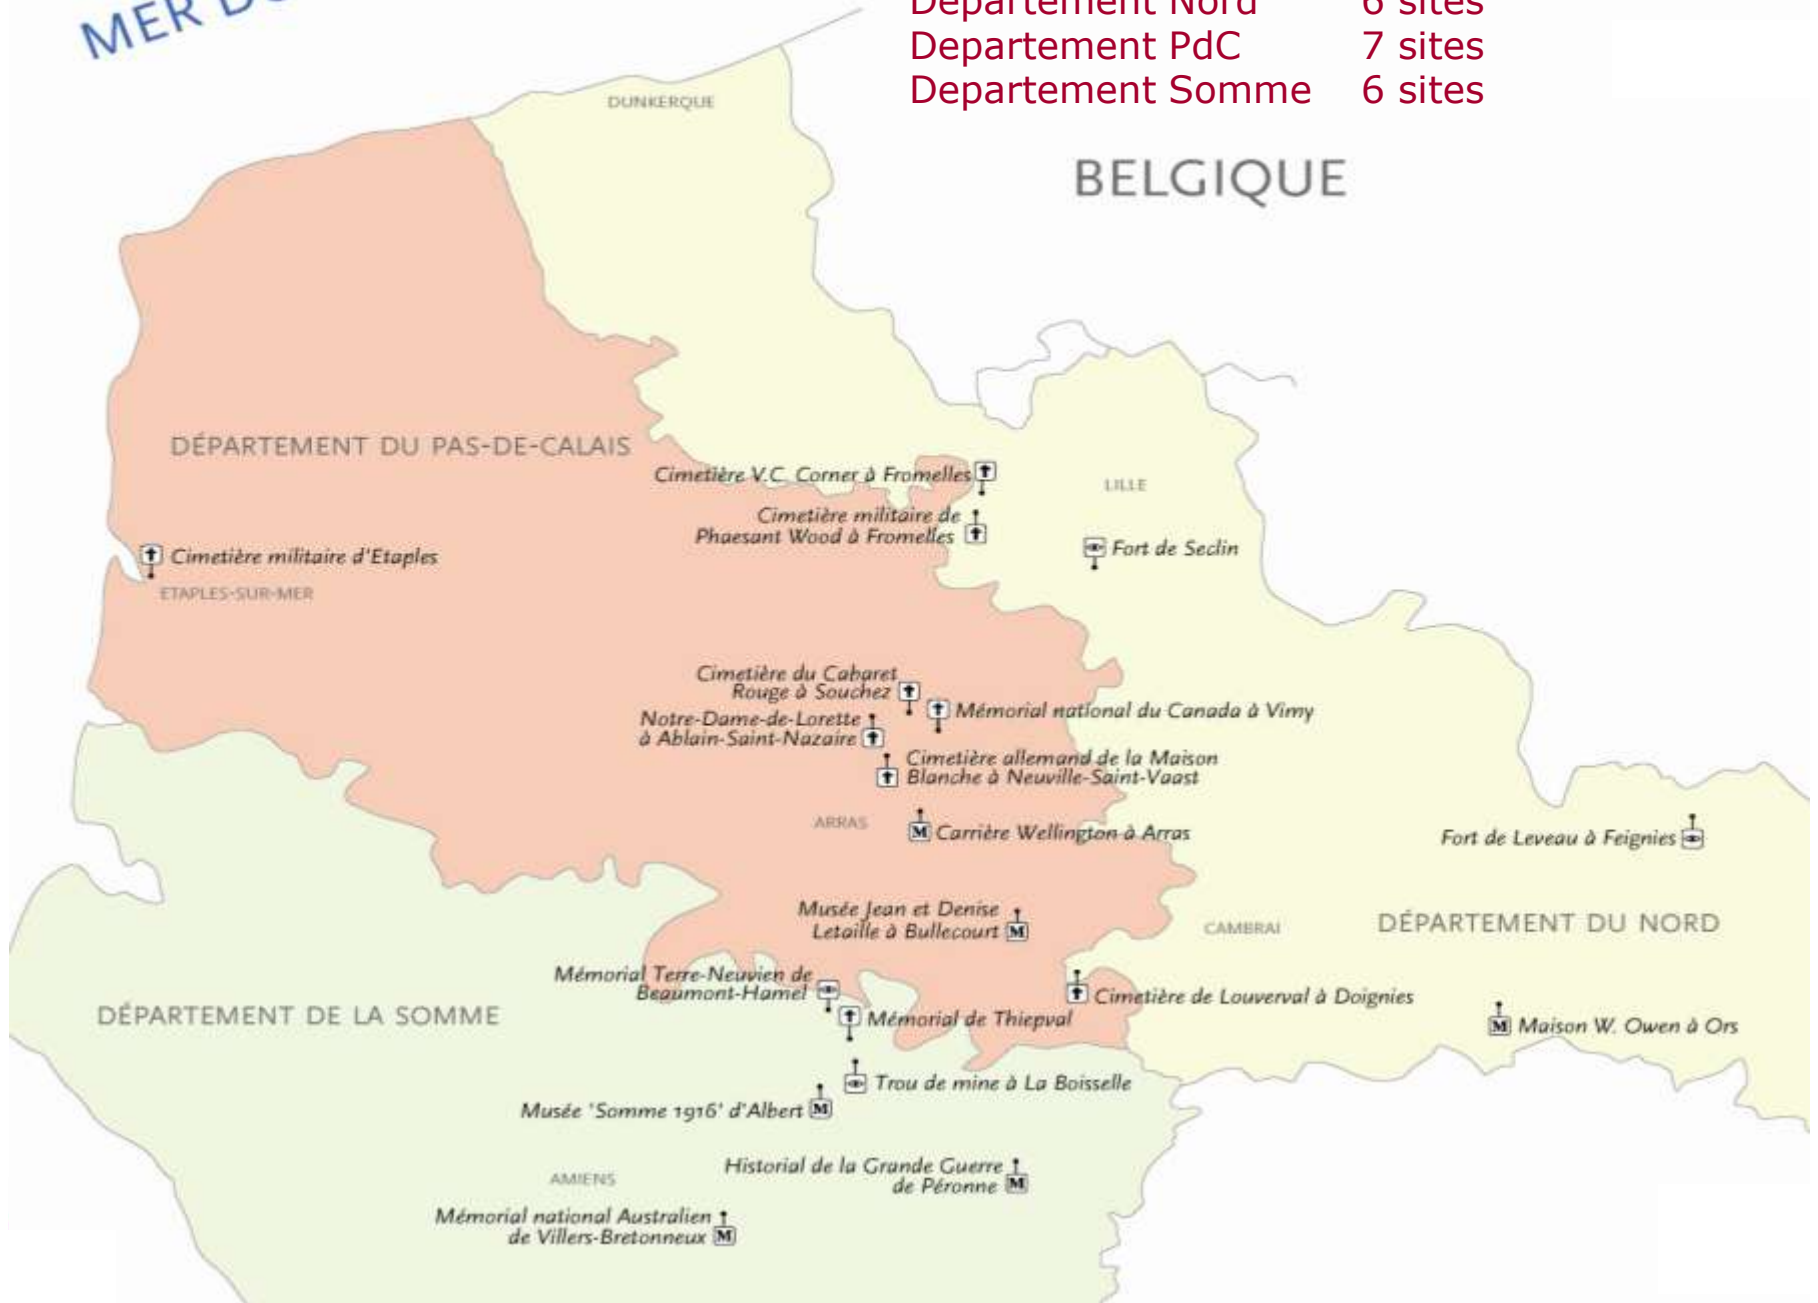 MER DU
Departement Nord 6 sites
Departement PdC 7 sites
Departement Somme 6 sites
DUNKERQUE
BELGIQUE
DÉPARTEMENT DU PAS-DE-CALAIS
Cimetière V.C. Corner à Fromelles
LILLE
Cimetière militaire de
Phaesant Wood à Fromelles
Fort de Seclin
Cimetière militaire d'Etaples
ETAPLES-SUR-MER
Cimetière du Cabaret
Rouge à Souchez
Mémorial national du Canada à Vimy
Notre-Dame-de-Lorette
à Ablain-Saint-Nazaire
Cimetière allemand de la Maison
Blanche à Neuville-Saint-Vaast
ARRAS
M Carrière Wellington à Arras
Fort de Leveau à Feignies
Musée Jean et Denise
Letaille à Bullecourt M
CAMBRAI
DÉPARTEMENT DU NORD
Mémorial Terre-Neuvien de
Beaumont-Hamel
Cimetière de Louverval à Doignies
DÉPARTEMENT DE LA SOMME
Mémorial de Thiepval
M Maison W. Owen à Ors
Trou de mine à La Boisselle
Musée 'Somme 1916' d'Albert M
Historial de la Grande Guerre
de Péronne M
AMIENS
Mémorial national Australien
de Villers-Bretonneux M